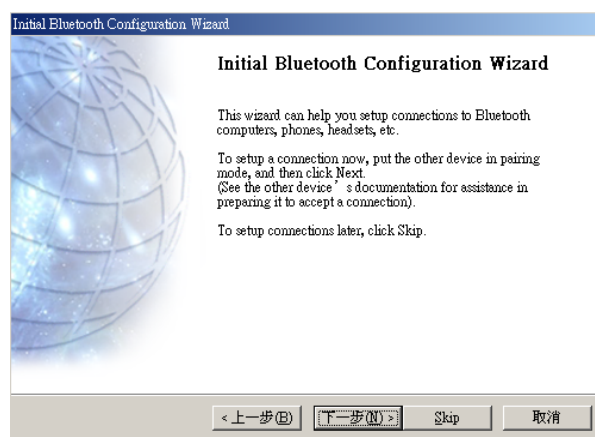 Initial Bluetooth Configuration Wizard
Initial Bluetooth Configuration Wizard
This wizard can help you setup connections to Bluetooth
computers, phones, headsets, etc.
To setup a connection now, put the other device in pairing
mode, and then click Next.
(See the other device’s documentation for assistance in
preparing it to accept a connection).
To setup connections later, click Skip.
<上一步(B) 下一步(N)> Skip 取消